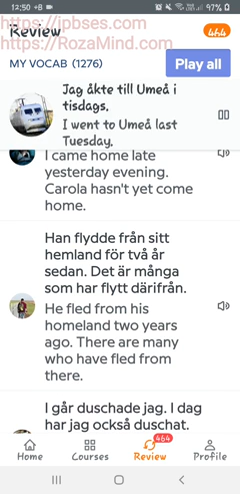 12:50 +B
97%
https://jpbses.com
Review
464
https://RozaMind.com
MY VOCAB (1276)
Play all
Jag åkte till Umeå i
tisdags.
I went to Umeå last
Tuesday.
I came home late
yesterday evening.
Carola hasn't yet come
home.
Han flydde från sitt
hemland för två år
sedan. Det är många
som har flytt därifrån.
He fled from his
homeland two years
ago. There are many
who have fled from
there.
I går duschade jag. I dag
har jag också duschat.
464
Home
Courses
Review
Profile